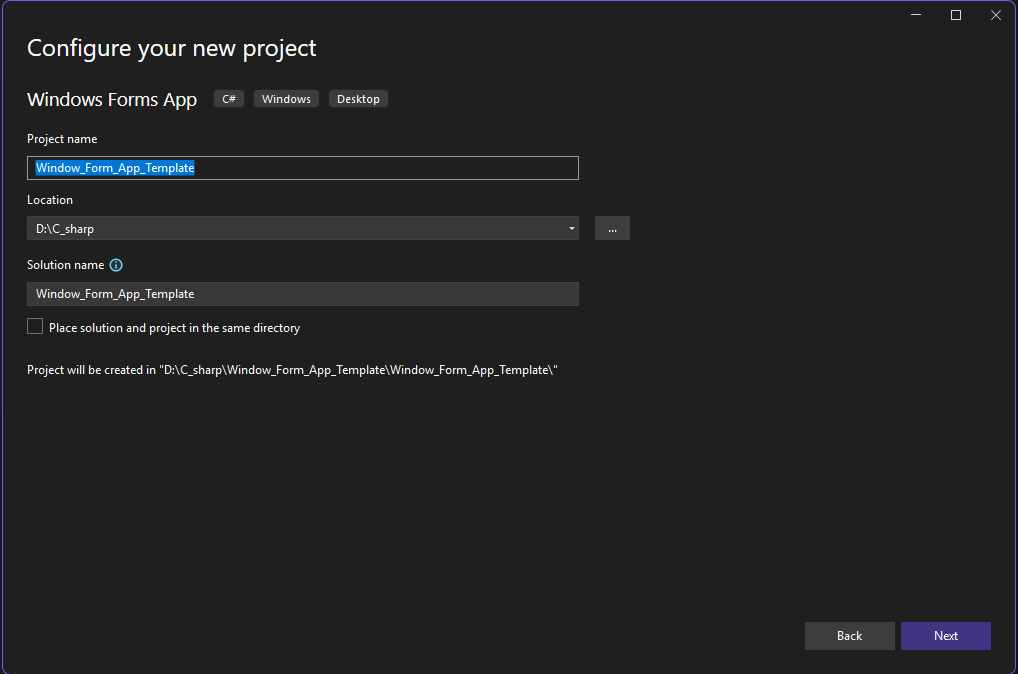 Configure your new project
Windows Forms App C# Windows Desktop
Project name
Window_Form_App_Template
Location
D:\C_sharp ...
Solution name
Window_Form_App_Template
Place solution and project in the same directory
Project will be created in "D:\C_sharp\Window_Form_App_Template\Window_Form_App_Template\"
Back Next